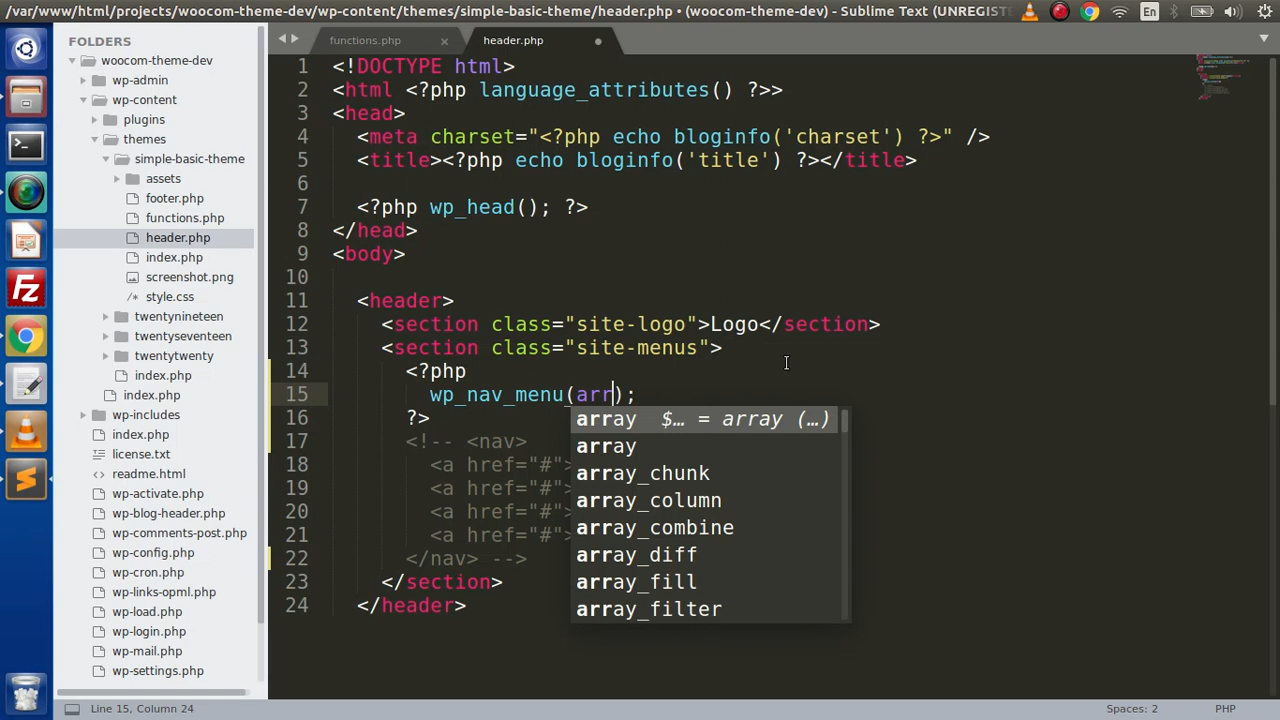 /var/www/html/projects/woocom-theme-dev/wp-content/themes/simple-basic-theme/header.php • (woocom-theme-dev) - Sublime Text (UNREGIST
En
FOLDERS
woocom-theme-dev
wp-admin
wp-content
plugins
themes
simple-basic-theme
assets
footer.php
functions.php
header.php
index.php
screenshot.png
/* style.css
twentynineteen
twentyseventeen
twentytwenty
index.php
index.php
wp-includes
index.php
license.txt
<> readme.html
wp-activate.php
wp-blog-header.php
wp-comments-post.php
wp-config.php
wp-cron.php
wp-links-opml.php
wp-load.php
wp-login.php
wp-mail.php
wp-settings.php
functions.php
header.php
1 <!DOCTYPE html>
2 <html <?php language_attributes() ?>>
3 <head>
4 <meta charset="<?php echo bloginfo('charset') ?>" />
5 <title><?php echo bloginfo('title') ?></title>
6
7 <?php wp_head(); ?>
8 </head>
9 <body>
10
11 <header>
12 <section class="site-logo">Logo</section>
13 <section class="site-menus">
14 <?php
15 wp_nav_menu(arr);
16 ?>
17 <!-- <nav>
18 <a href="#">
19 <a href="#">
20 <a href="#">
21 <a href="#">
22 </nav> -->
23 </section>
24 </header>
array $… = array (…)
array
array_chunk
array_column
array_combine
array_diff
array_fill
array_filter
Line 15, Column 24
Spaces: 2
PHP